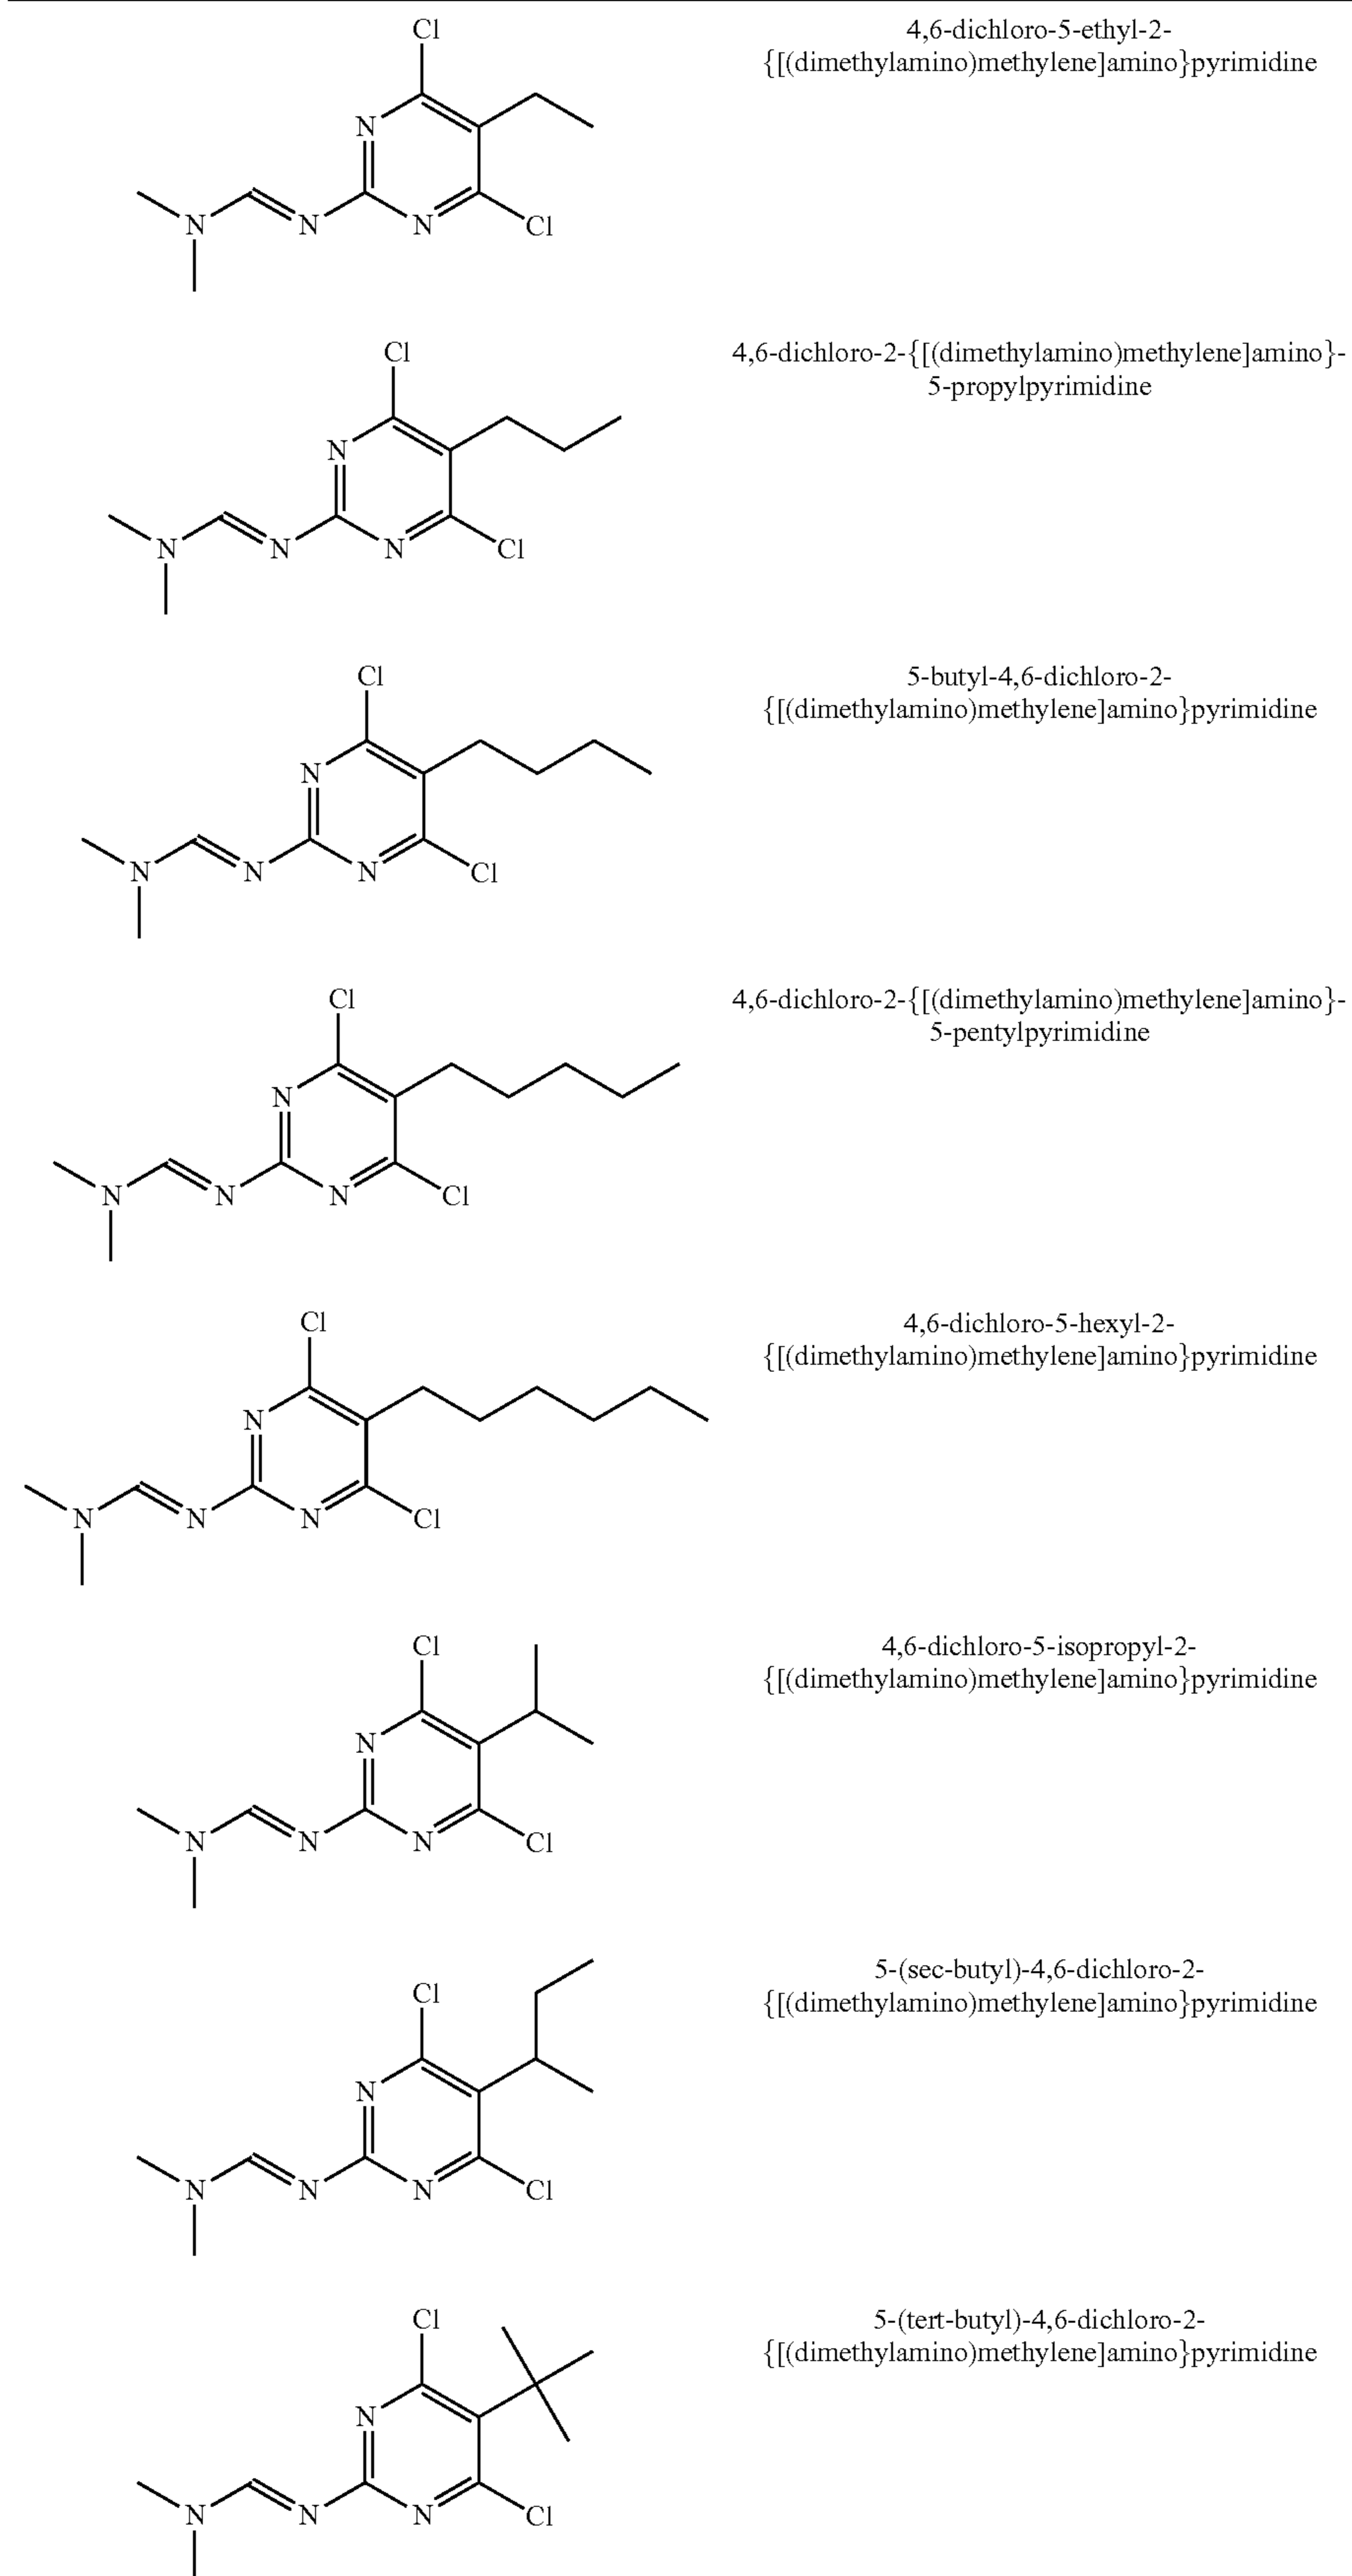 Cl
4,6-dichloro-5-ethyl-2-
{[(dimethylamino)methylene]amino}pyrimidine
N
N
N
N
Cl
Cl
4,6-dichloro-2-{[(dimethylamino)methylene]amino}-
5-propylpyrimidine
N
N
N
N
Cl
Cl
5-butyl-4,6-dichloro-2-
{[(dimethylamino)methylene]amino}pyrimidine
N
N
N
N
Cl
Cl
4,6-dichloro-2-{[(dimethylamino)methylene]amino}-
5-pentylpyrimidine
N
N
N
N
Cl
Cl
4,6-dichloro-5-hexyl-2-
{[(dimethylamino)methylene]amino}pyrimidine
N
N
N
N
Cl
Cl
4,6-dichloro-5-isopropyl-2-
{[(dimethylamino)methylene]amino}pyrimidine
N
N
N
N
Cl
Cl
5-(sec-butyl)-4,6-dichloro-2-
{[(dimethylamino)methylene]amino}pyrimidine
N
N
N
N
Cl
Cl
5-(tert-butyl)-4,6-dichloro-2-
{[(dimethylamino)methylene]amino}pyrimidine
N
N
N
N
Cl